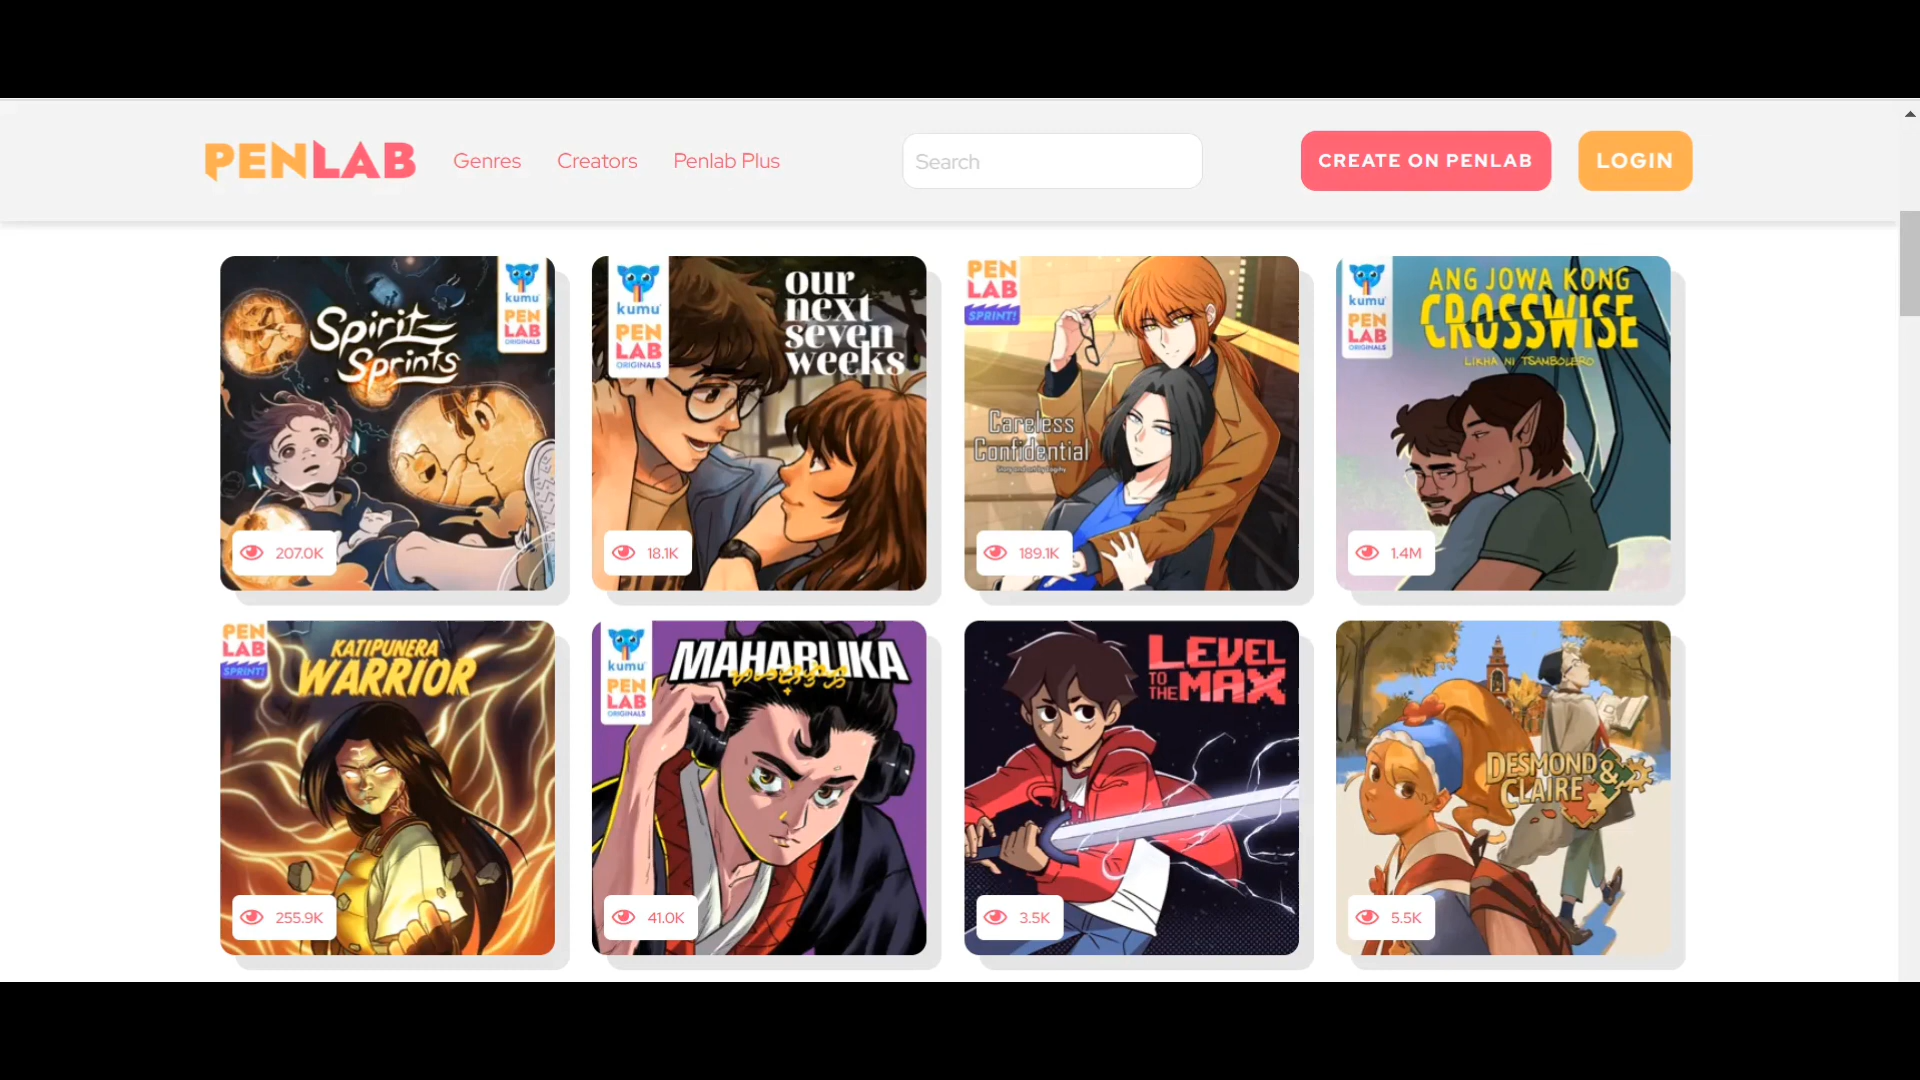 PENLAB
Genres
Creators
Penlab Plus
Search
CREATE ON PENLAB
LOGIN
Spirit
Sprints
kumu
PEN
LAB
ORIGINALS
207.0K
kumu
PEN
LAB
ORIGINALS
our
next
seven
weeks
18.1K
PEN
LAB
SPRINT!
Careless
Confidential
189.1K
kumu
PEN
LAB
ORIGINALS
ANG JOWA KONG
CROSSWISE
LIKHA NI TSAMBOLERO
1.4M
PEN
LAB
SPRINT!
KATIPUNERA
WARRIOR
255.9K
kumu
PEN
LAB
ORIGINALS
MAHARLIKA
41.0K
LEVEL
TO THE MAX
3.5K
DESMOND &
CLAIRE
5.5K